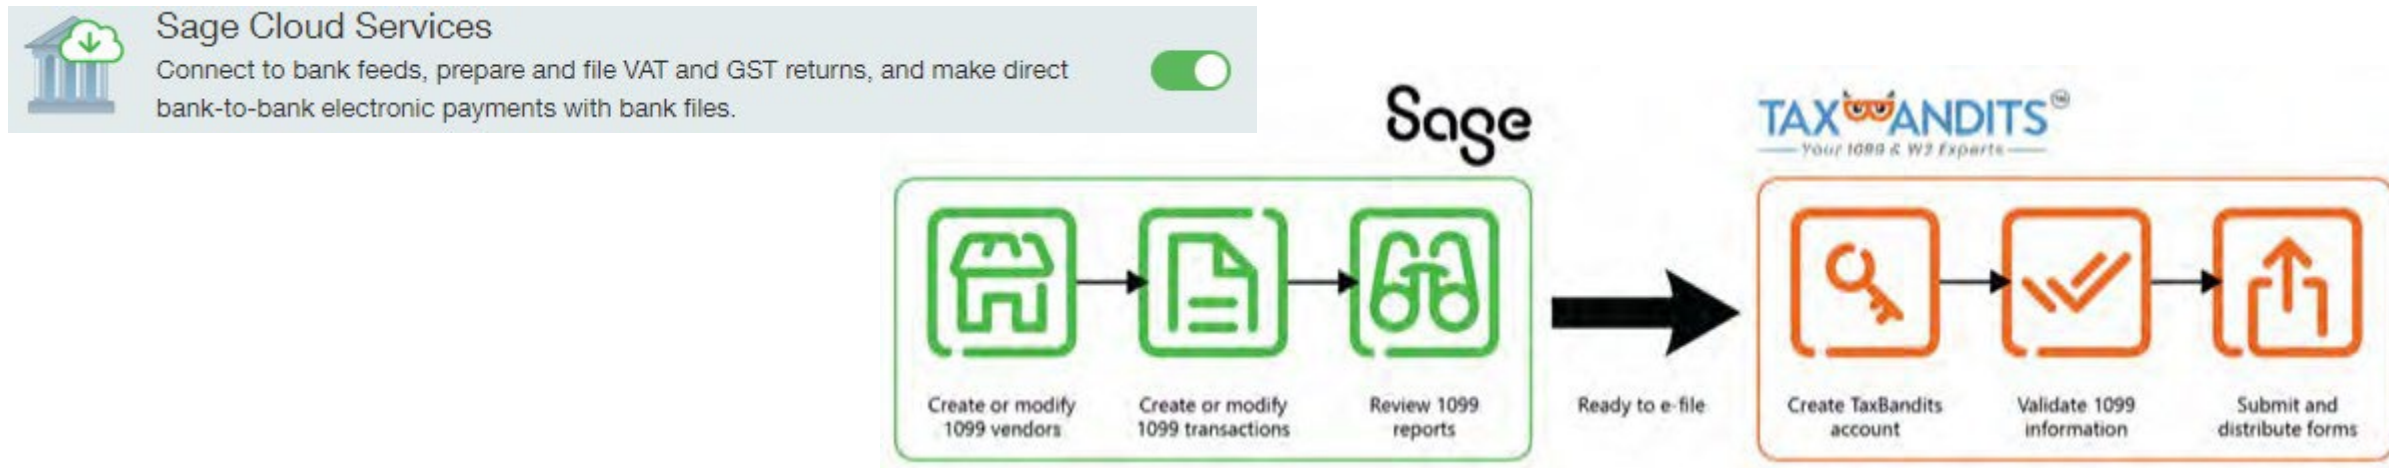 Sage Cloud Services
Connect to bank feeds, prepare and file VAT and GST returns, and make direct
bank-to-bank electronic payments with bank files.
Sage
TAXBANDITS
Your 1099 & W2 Experts
Create or modify
1099 vendors
Create or modify
1099 transactions
Review 1099
reports
Ready to e-file
Create TaxBandits
account
Validate 1099
information
Submit and
distribute forms